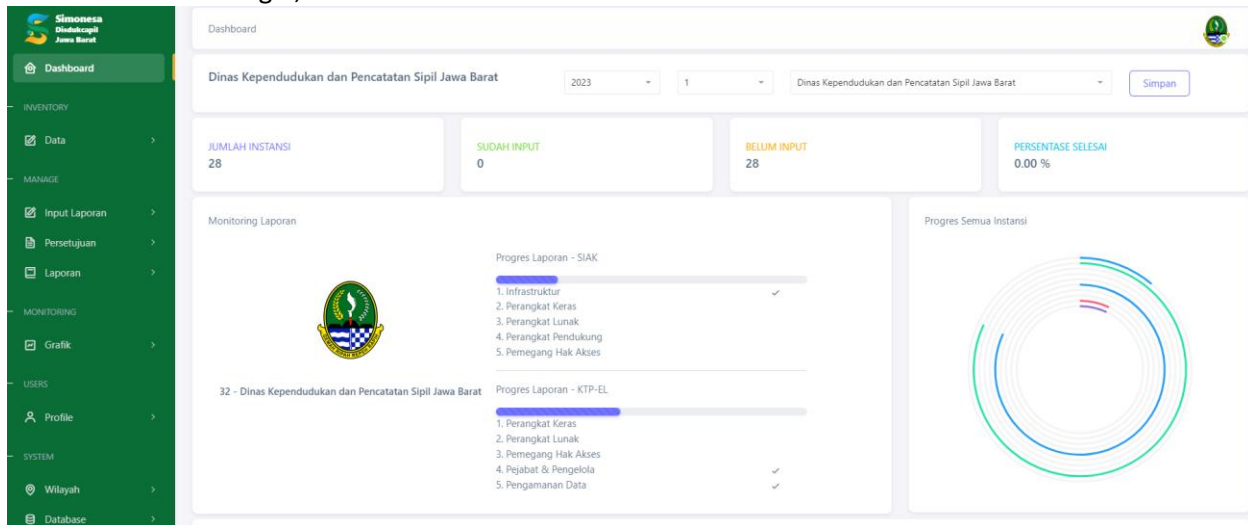 Simonesa
Disdukcapil
Jawa Barat
Dashboard
INVENTORY
Data
MANAGE
Input Laporan
Persetujuan
Laporan
MONITORING
Grafik
USERS
Profile
SYSTEM
Wilayah
Database
Dashboard
Dinas Kependudukan dan Pencatatan Sipil Jawa Barat
2023
1
Dinas Kependudukan dan Pencatatan Sipil Jawa Barat
Simpan
JUMLAH INSTANSI
28
SUDAH INPUT
0
BELUM INPUT
28
PERSENTASE SELESAI
0.00 %
Monitoring Laporan
32 - Dinas Kependudukan dan Pencatatan Sipil Jawa Barat
Progres Laporan - SIAK
1. Infrastruktur
2. Perangkat Keras
3. Perangkat Lunak
4. Perangkat Pendukung
5. Pemegang Hak Akses
Progres Laporan - KTP-EL
1. Perangkat Keras
2. Perangkat Lunak
3. Pemegang Hak Akses
4. Pejabat & Pengelola
5. Pengamanan Data
Progres Semua Instansi